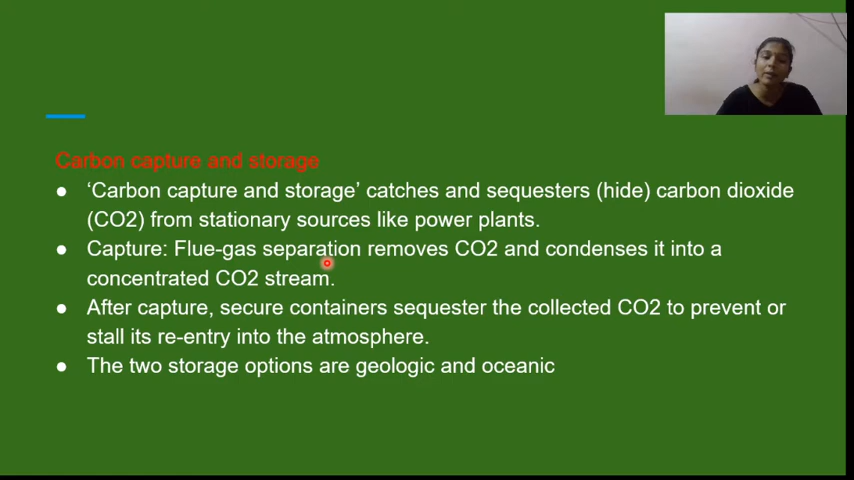 Carbon capture and storage
● ‘Carbon capture and storage’ catches and sequesters (hide) carbon dioxide
(CO2) from stationary sources like power plants.
● Capture: Flue-gas separation removes CO2 and condenses it into a
concentrated CO2 stream.
● After capture, secure containers sequester the collected CO2 to prevent or
stall its re-entry into the atmosphere.
● The two storage options are geologic and oceanic